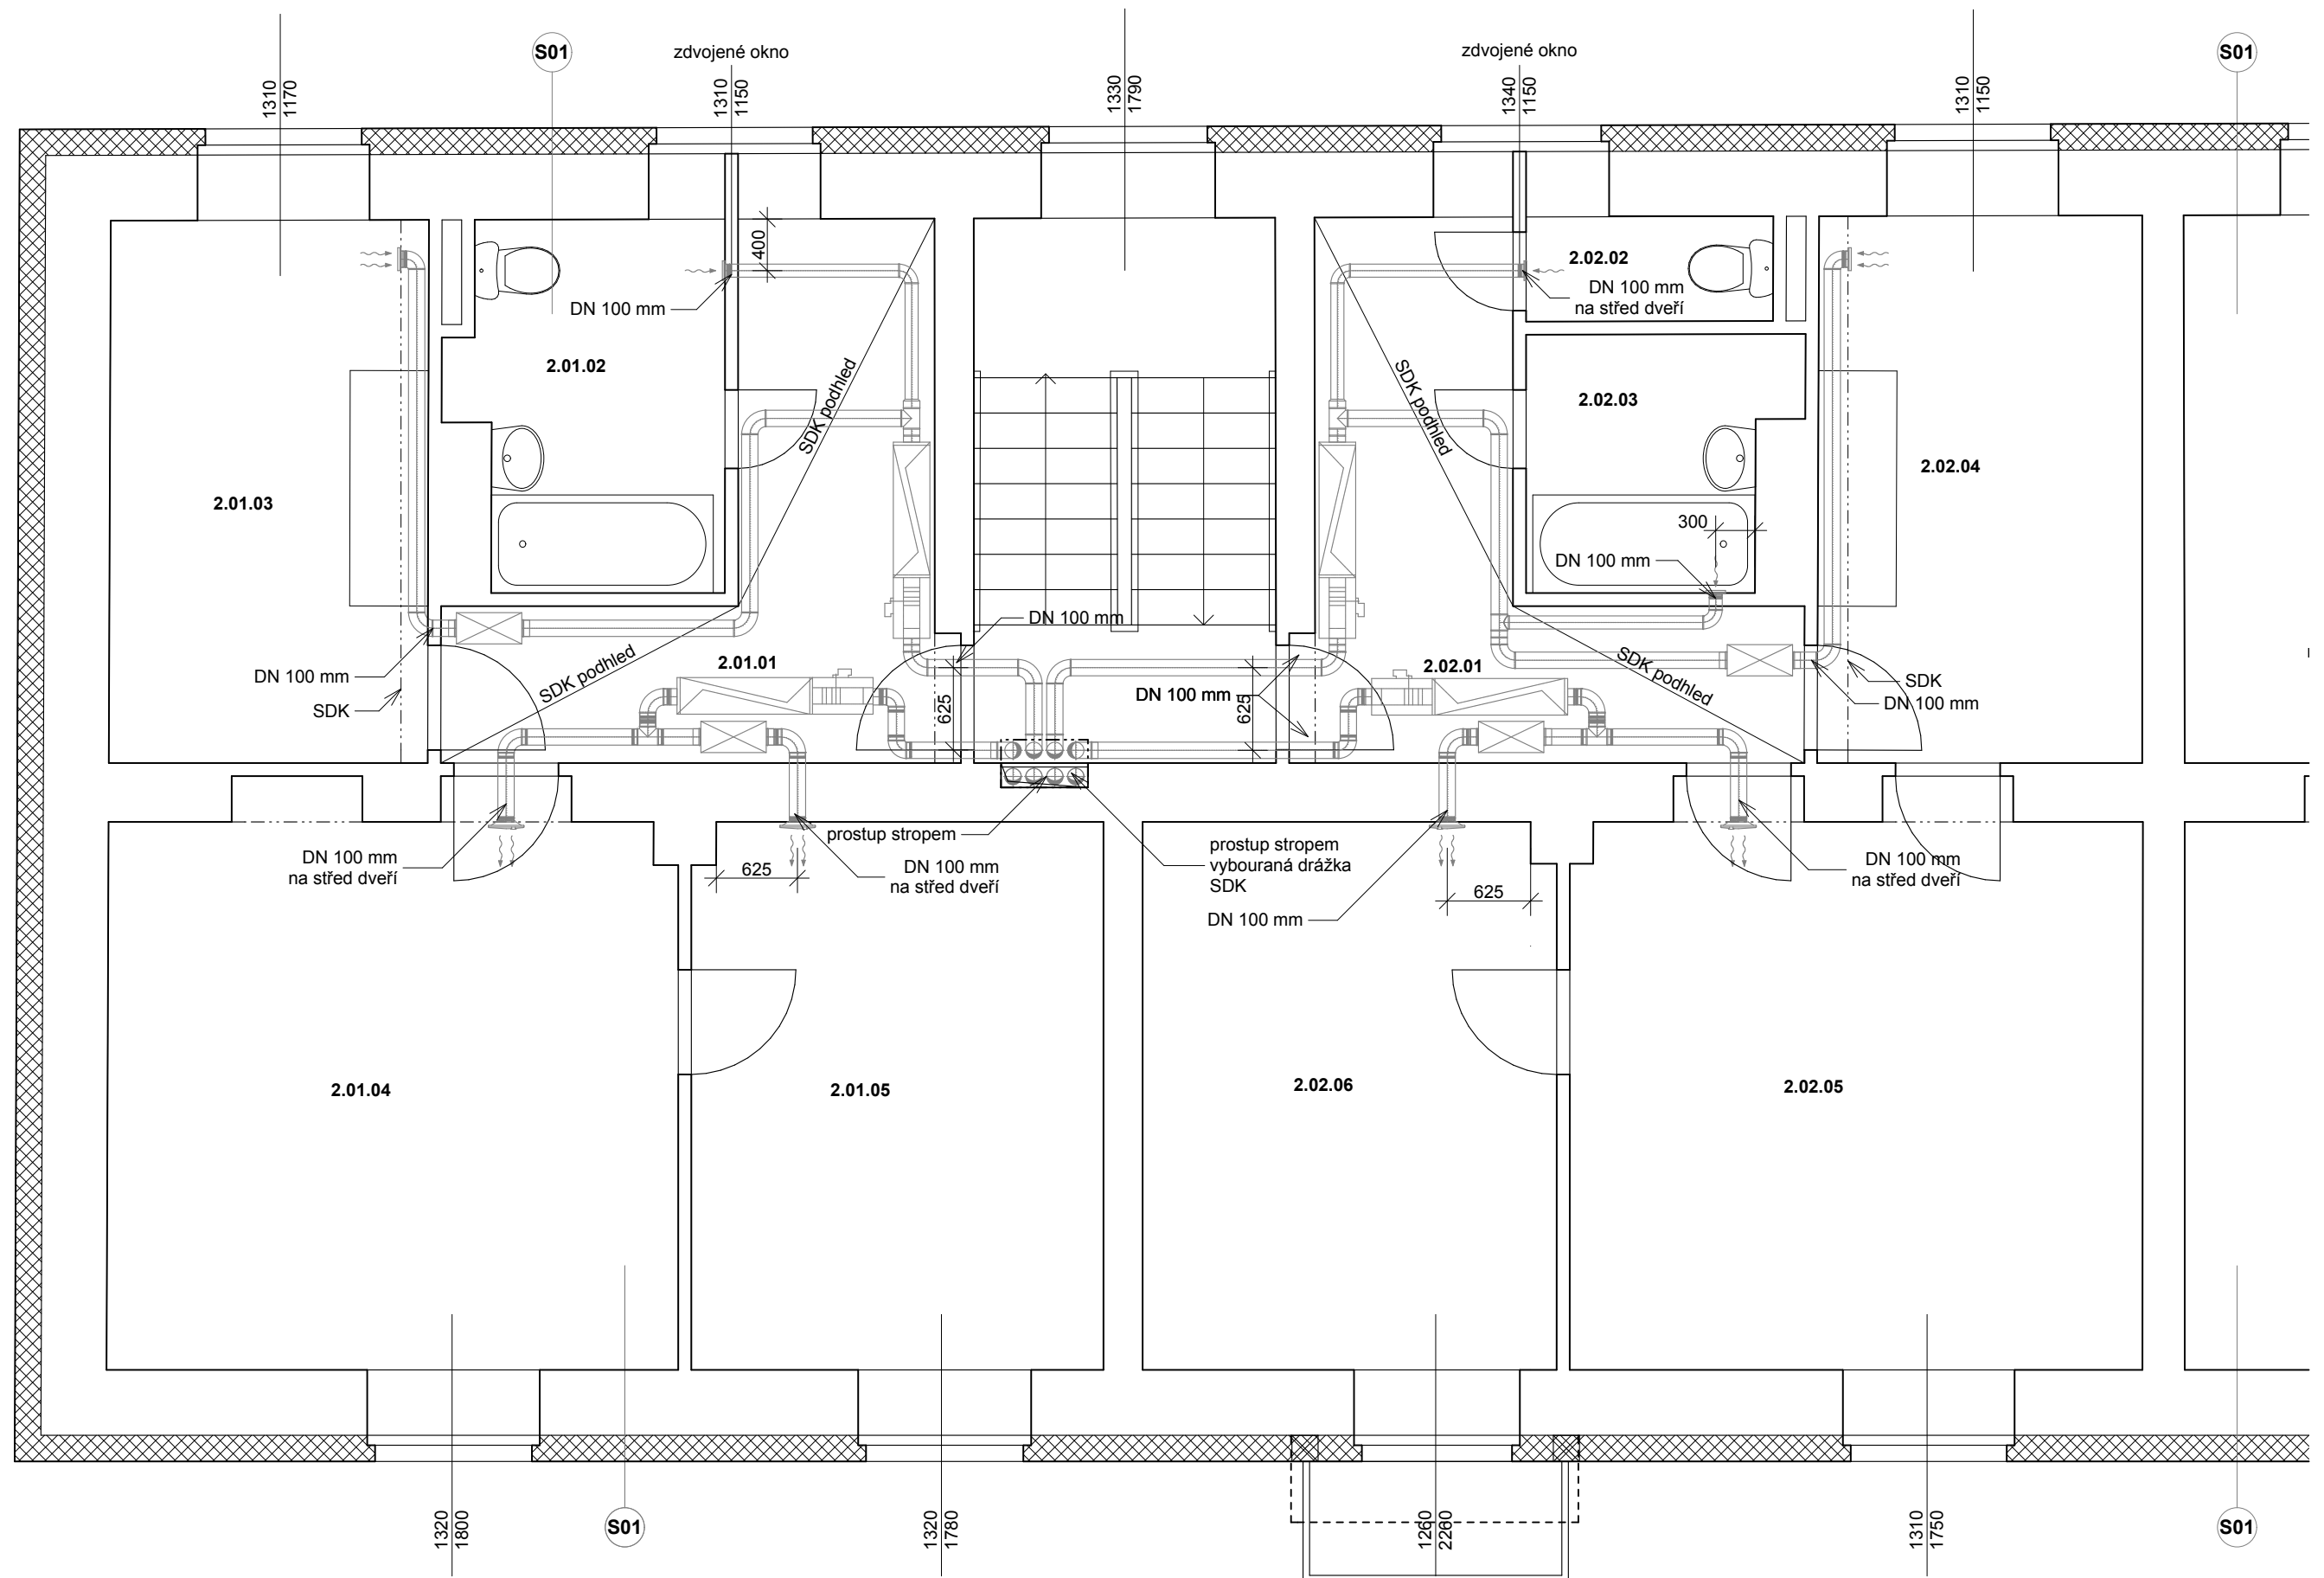 S01
zdvojené okno
zdvojené okno
S01
1310
1170
1310
1150
1330
1790
1340
1150
1310
1150
400
DN 100 mm
2.02.02
DN 100 mm
na střed dveří
2.01.02
SDK podhled
SDK podhled
2.02.03
2.01.03
2.02.04
300
DN 100 mm
DN 100 mm
2.01.01
2.02.01
SDK podhled
SDK podhled
DN 100 mm
SDK
SDK
DN 100 mm
DN 100 mm
625
625
prostup stropem
prostup stropem
vybouraná drážka
SDK
DN 100 mm
DN 100 mm
na střed dveří
625
DN 100 mm
na střed dveří
625
DN 100 mm
na střed dveří
2.01.04
2.01.05
2.02.06
2.02.05
1320
1800
S01
1320
1780
1260
2260
1310
1750
S01